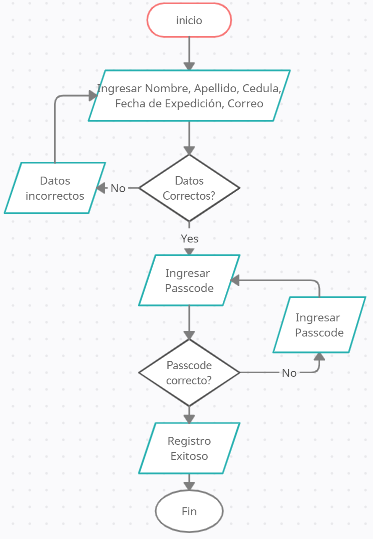 inicio
Ingresar Nombre, Apellido, Cedula,
Fecha de Expedición, Correo
Datos
Correctos?
No
Datos
incorrectos
Yes
Ingresar
Passcode
Ingresar
Passcode
Passcode
correcto?
No
Registro
Exitoso
Fin